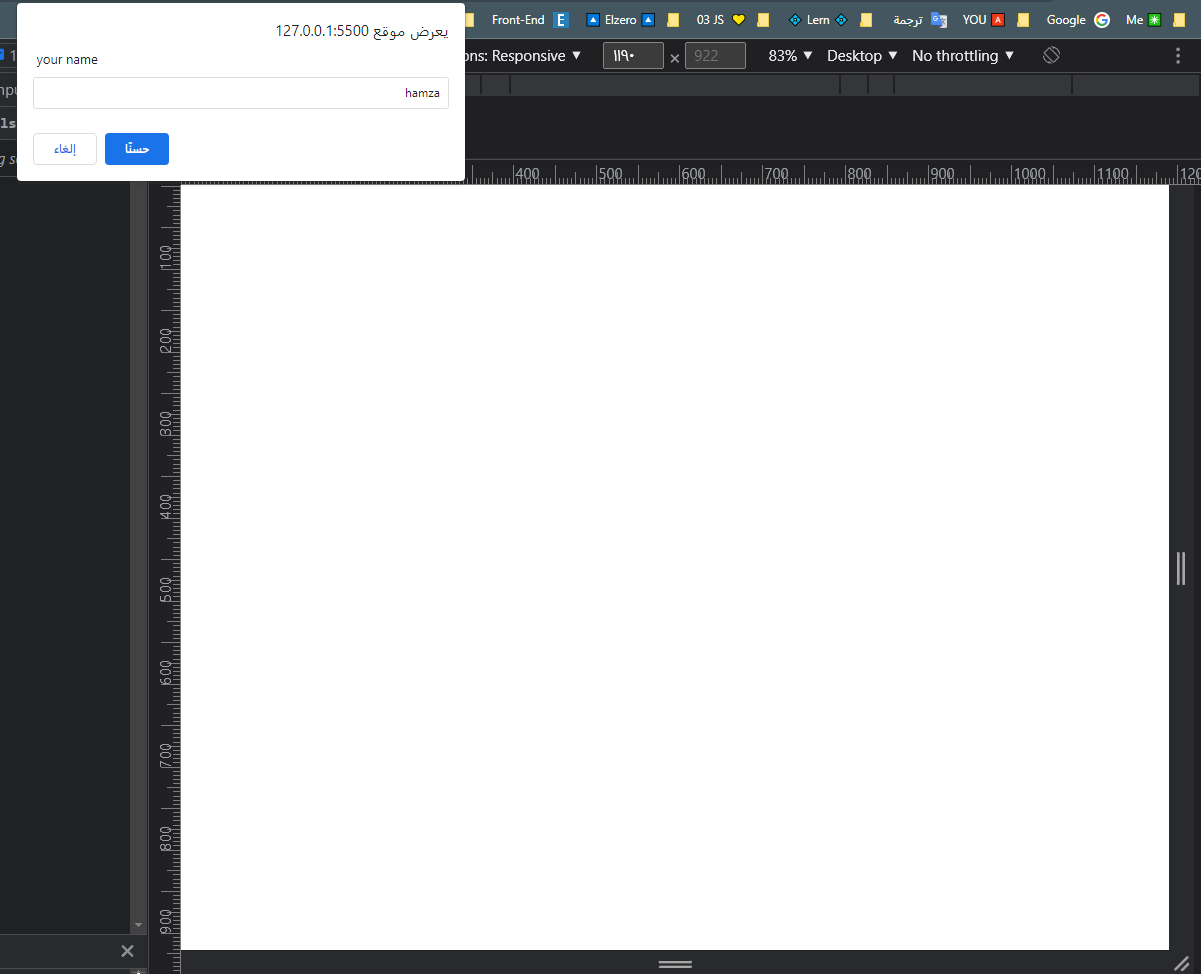 Front-End
Elzero
03 JS
Lern
ترجمة
YOU
Google
Me
يعرض موقع 127.0.0.1:5500
your name
hamza
إلغاء
حسنًا
ons: Responsive ▼
١١٩٠ × 922
83% ▼
Desktop ▼
No throttling ▼
400 500 600 700 800 900 1000 1100
100
200
300
400
500
600
700
800
900